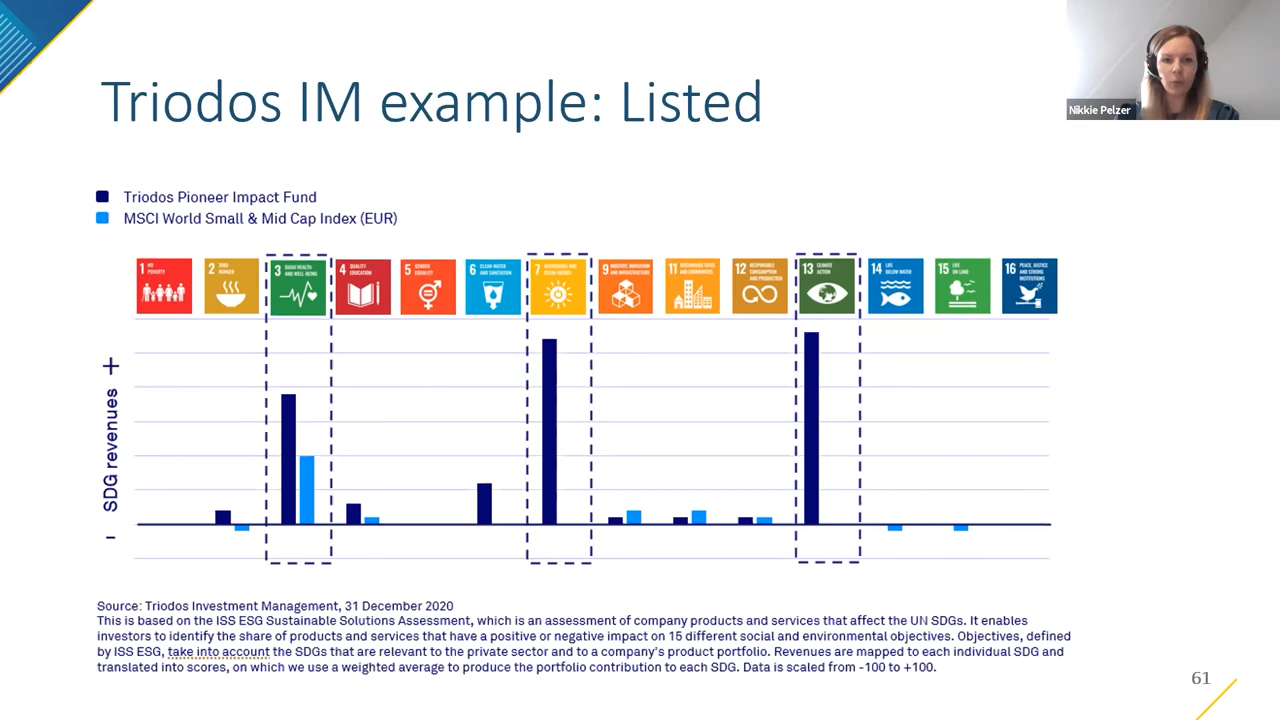 Triodos IM example: Listed
Nikkie Pelzer
Triodos Pioneer Impact Fund
MSCI World Small & Mid Cap Index (EUR)
1 NO POVERTY
2 ZERO HUNGER
3 GOOD HEALTH AND WELL-BEING
4 QUALITY EDUCATION
5 GENDER EQUALITY
6 CLEAN WATER AND SANITATION
7 AFFORDABLE AND CLEAN ENERGY
9 INDUSTRY, INNOVATION AND INFRASTRUCTURE
11 SUSTAINABLE CITIES AND COMMUNITIES
12 RESPONSIBLE CONSUMPTION AND PRODUCTION
13 CLIMATE ACTION
14 LIFE BELOW WATER
15 LIFE ON LAND
16 PEACE, JUSTICE AND STRONG INSTITUTIONS
- SDG revenues +
Source: Triodos Investment Management, 31 December 2020
This is based on the ISS ESG Sustainable Solutions Assessment, which is an assessment of company products and services that affect the UN SDGs. It enables
investors to identify the share of products and services that have a positive or negative impact on 15 different social and environmental objectives. Objectives, defined
by ISS ESG, take into account the SDGs that are relevant to the private sector and to a company's product portfolio. Revenues are mapped to each individual SDG and
translated into scores, on which we use a weighted average to produce the portfolio contribution to each SDG. Data is scaled from -100 to +100.
61